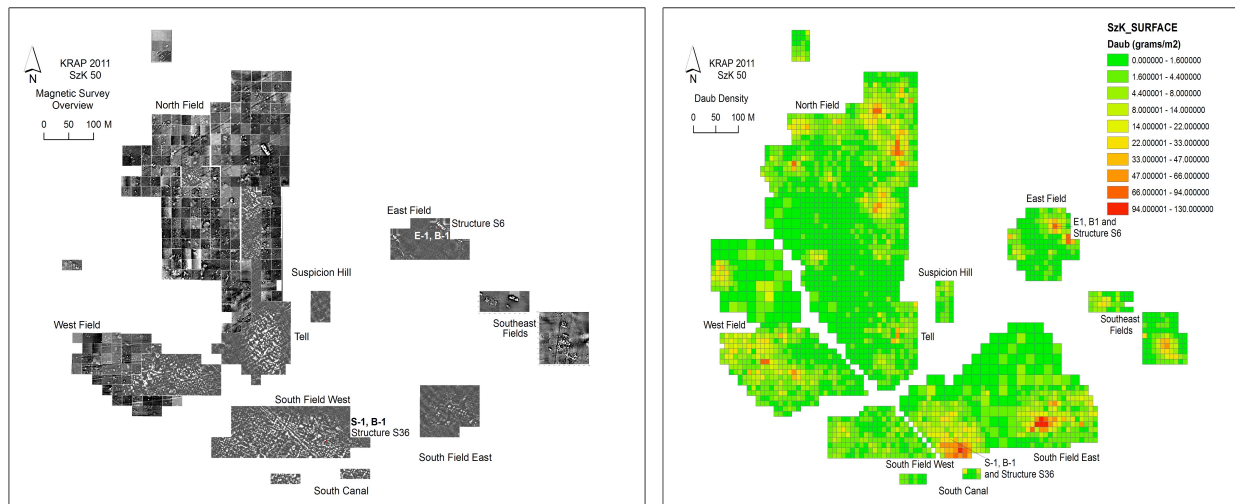 KRAP 2011
SzK 50
N
Magnetic Survey
Overview
0 50 100 M
North Field
East Field
Structure S6
E-1, B-1
Suspicion Hill
West Field
Tell
Southeast
Fields
South Field West
S-1, B-1
Structure S36
South Field East
South Canal
SzK_SURFACE
Daub (grams/m2)
0.000000 - 1.600000
1.600001 - 4.400000
4.400001 - 8.000000
8.000001 - 14.000000
14.000001 - 22.000000
22.000001 - 33.000000
33.000001 - 47.000000
47.000001 - 66.000000
66.000001 - 94.000000
94.000001 - 130.000000
KRAP 2011
SzK 50
N
Daub Density
0 50 100 M
North Field
East Field
E1, B1 and
Structure S6
Suspicion Hill
West Field
Tell
Southeast
Fields
South Field West
S-1, B-1
and Structure S36
South Field East
South Canal